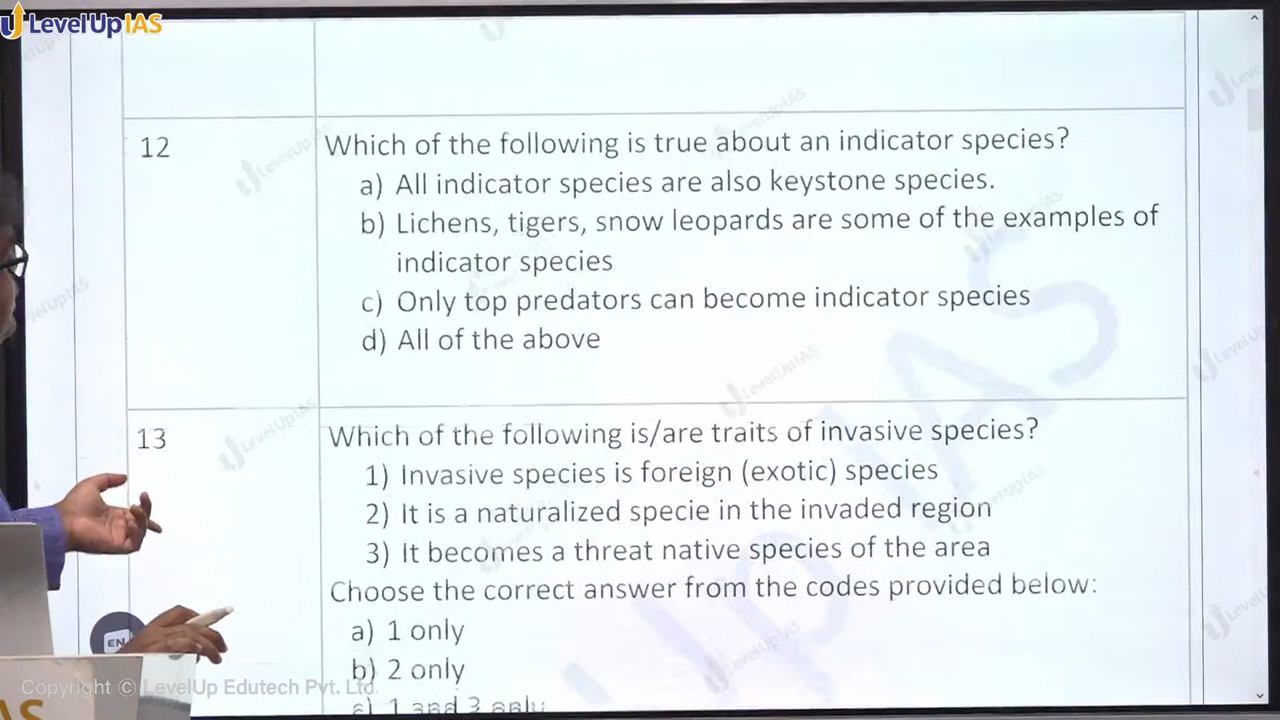 LevelUp IAS
12
Which of the following is true about an indicator species?
a) All indicator species are also keystone species.
b) Lichens, tigers, snow leopards are some of the examples of
indicator species
c) Only top predators can become indicator species
d) All of the above
13
Which of the following is/are traits of invasive species?
1) Invasive species is foreign (exotic) species
2) It is a naturalized specie in the invaded region
3) It becomes a threat native species of the area
Choose the correct answer from the codes provided below:
a) 1 only
b) 2 only
c) 1 and 3 only
EN
Copyright © LevelUp Edutech Pvt. Ltd.